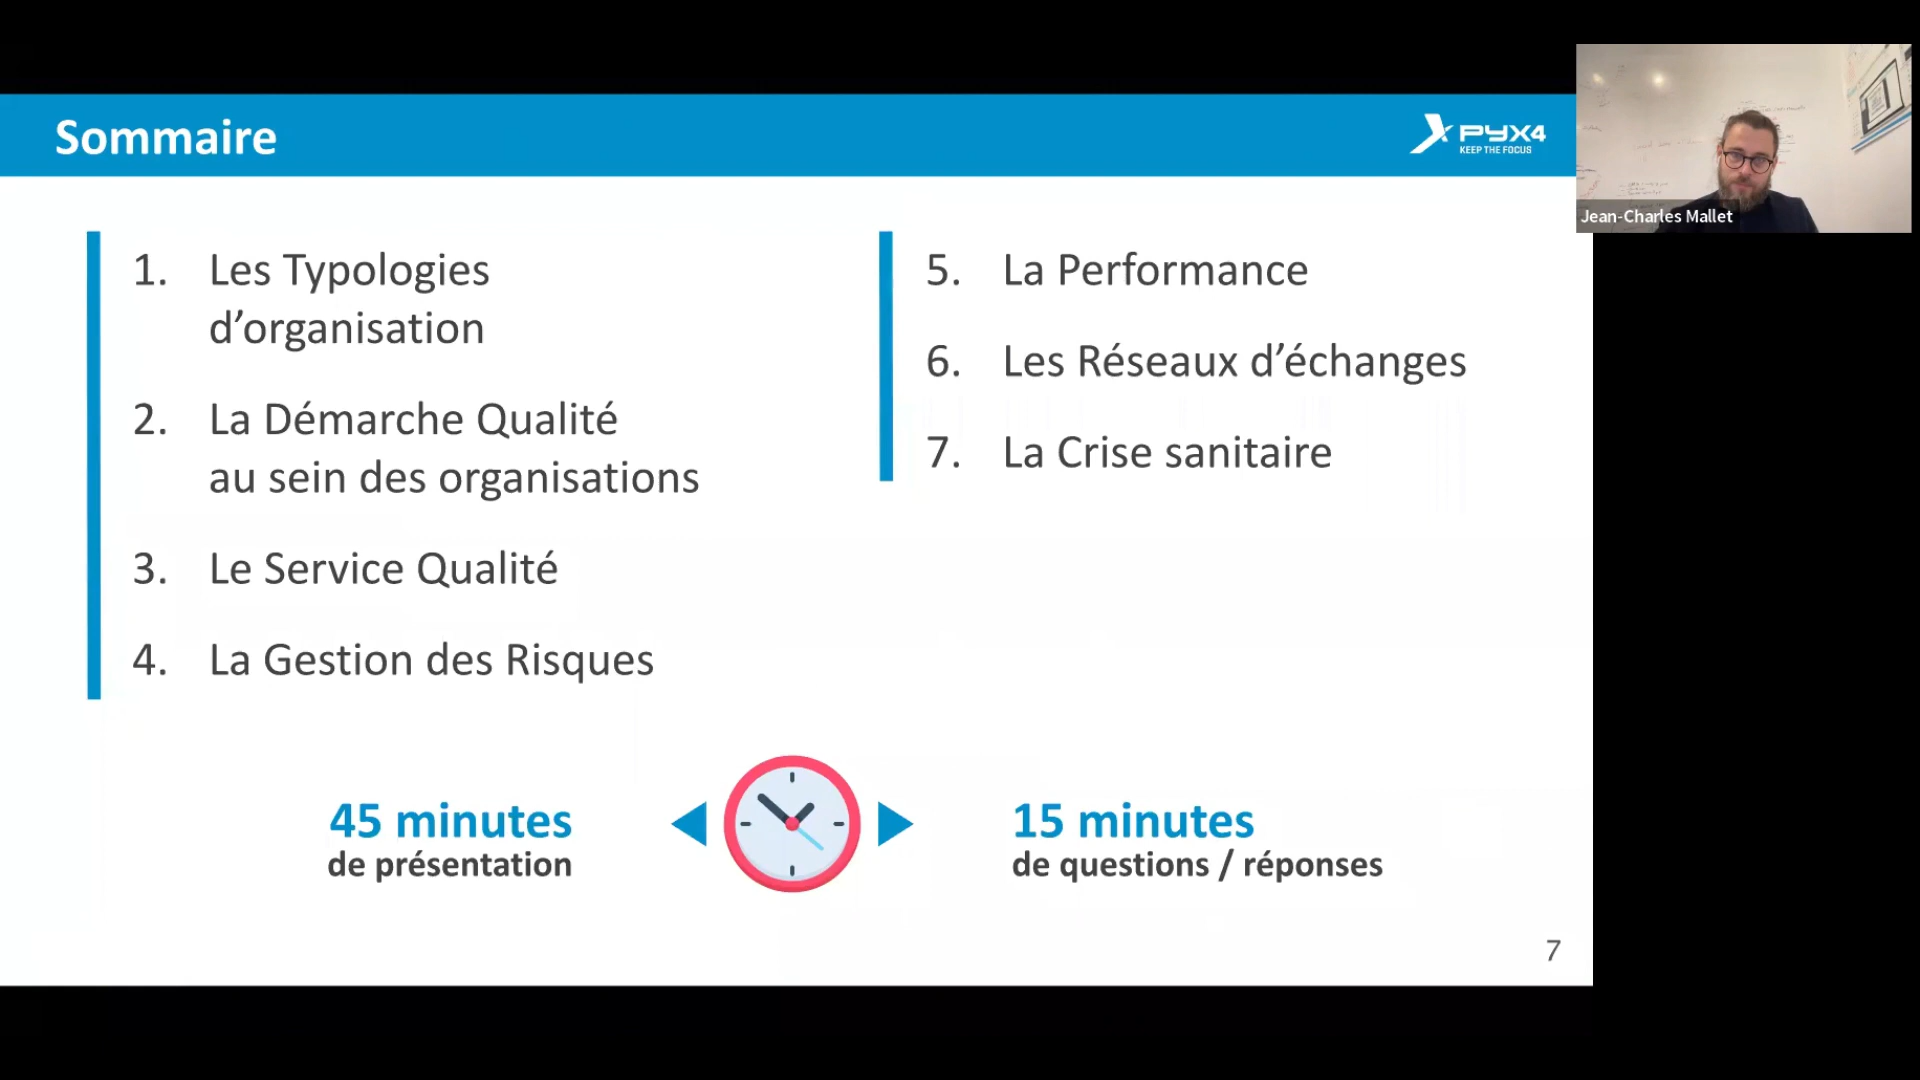 Sommaire
PYX4
KEEP THE FOCUS
Jean-Charles Mallet
1. Les Typologies
d’organisation
2. La Démarche Qualité
au sein des organisations
3. Le Service Qualité
4. La Gestion des Risques
5. La Performance
6. Les Réseaux d’échanges
7. La Crise sanitaire
45 minutes
de présentation
15 minutes
de questions / réponses
7